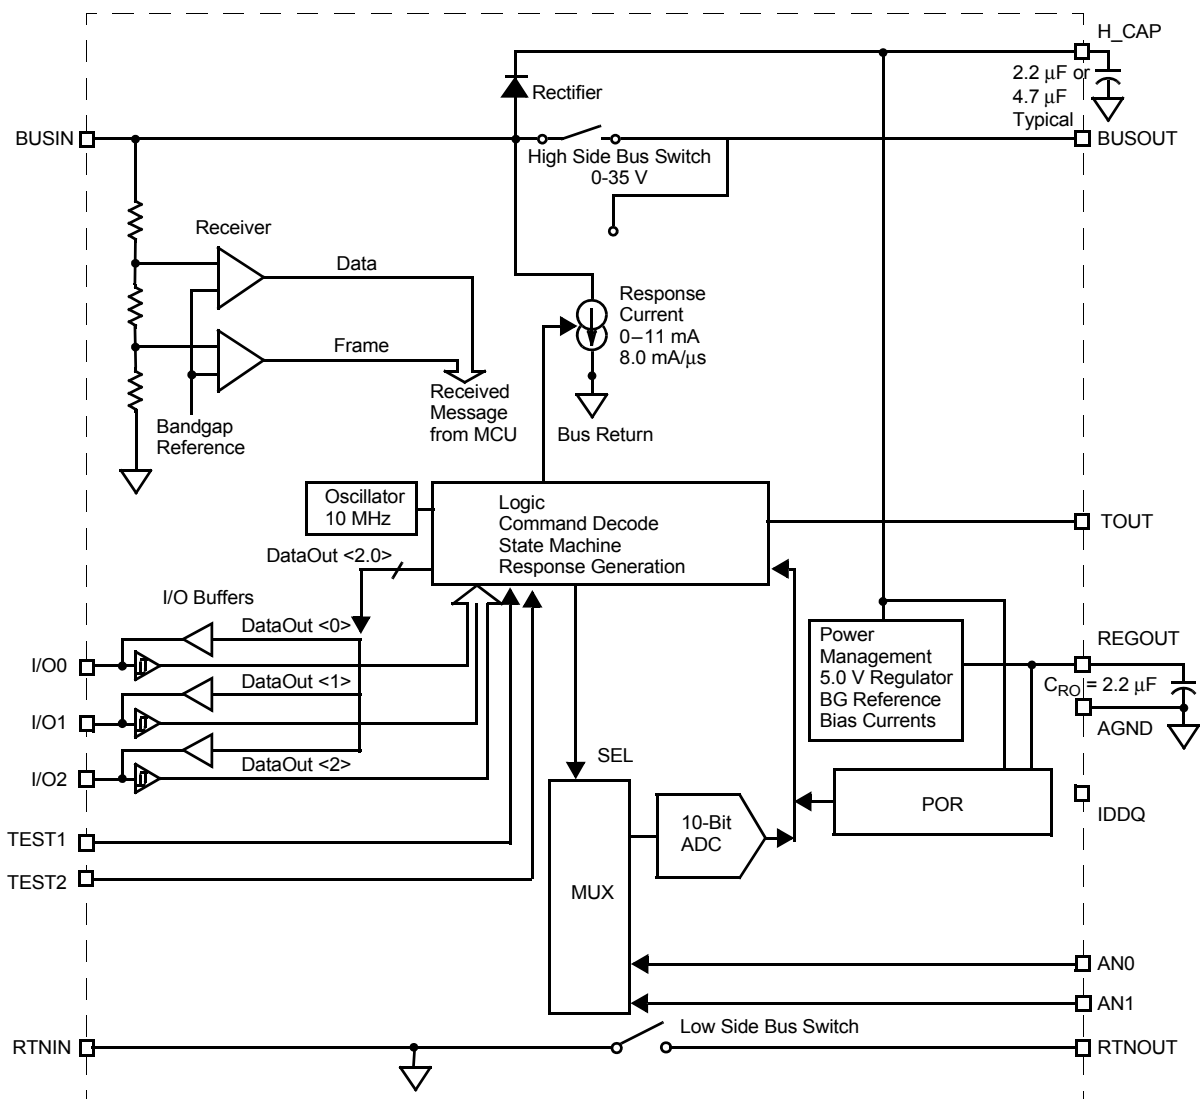 H_CAP
2.2 μF or
4.7 μF
Typical
Rectifier
BUSIN
BUSOUT
High Side Bus Switch
0-35 V
Receiver
Data
Response
Current
0–11 mA
8.0 mA/μs
Frame
Received
Message
from MCU
Bandgap
Reference
Bus Return
Oscillator
10 MHz
Logic
Command Decode
State Machine
Response Generation
TOUT
DataOut <2.0>
I/O Buffers
DataOut <0>
I/O0
DataOut <1>
I/O1
DataOut <2>
I/O2
Power
Management
5.0 V Regulator
BG Reference
Bias Currents
REGOUT
CRO = 2.2 μF
AGND
SEL
POR
IDDQ
10-Bit
ADC
TEST1
TEST2
MUX
AN0
AN1
Low Side Bus Switch
RTNIN
RTNOUT